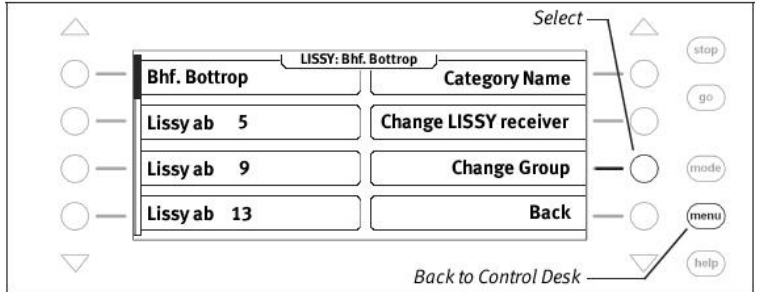 Select
stop
LISSY: Bhf. Bottrop
Bhf. Bottrop
Category Name
go
Lissy ab 5
Change LISSY receiver
Lissy ab 9
Change Group
mode
Lissy ab 13
Back
menu
help
Back to Control Desk